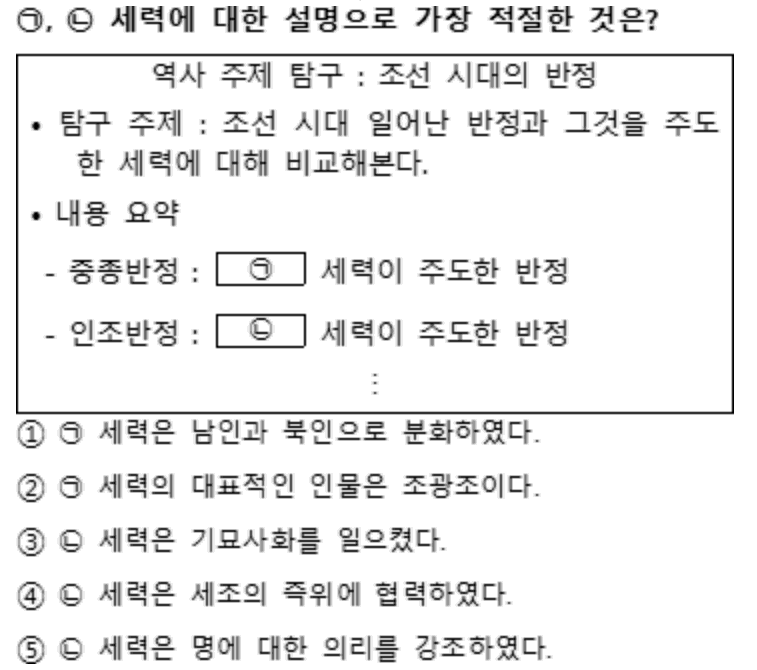 ㉠, ㉡ 세력에 대한 설명으로 가장 적절한 것은?
역사 주제 탐구 : 조선 시대의 반정
• 탐구 주제 : 조선 시대 일어난 반정과 그것을 주도
한 세력에 대해 비교해본다.
• 내용 요약
- 중종반정 : ㉠ 세력이 주도한 반정
- 인조반정 : ㉡ 세력이 주도한 반정
⋮
① ㉠ 세력은 남인과 북인으로 분화하였다.
② ㉠ 세력의 대표적인 인물은 조광조이다.
③ ㉡ 세력은 기묘사화를 일으켰다.
④ ㉡ 세력은 세조의 즉위에 협력하였다.
⑤ ㉡ 세력은 명에 대한 의리를 강조하였다.